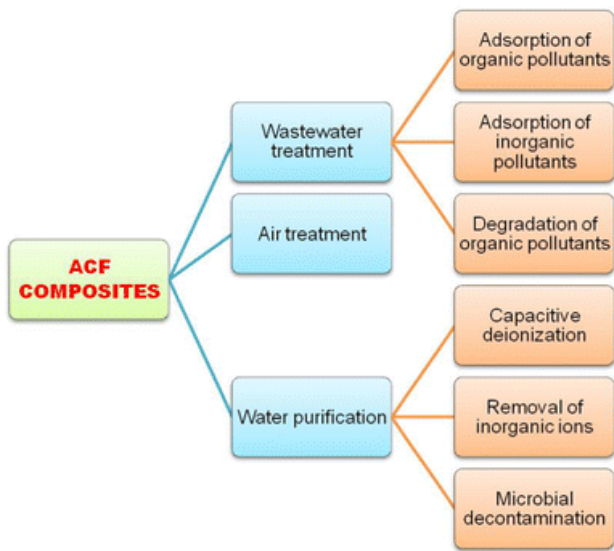 ACF
COMPOSITES
Wastewater
treatment
Air treatment
Water purification
Adsorption of
organic pollutants
Adsorption of
inorganic
pollutants
Degradation of
organic pollutants
Capacitive
deionization
Removal of
inorganic ions
Microbial
decontamination